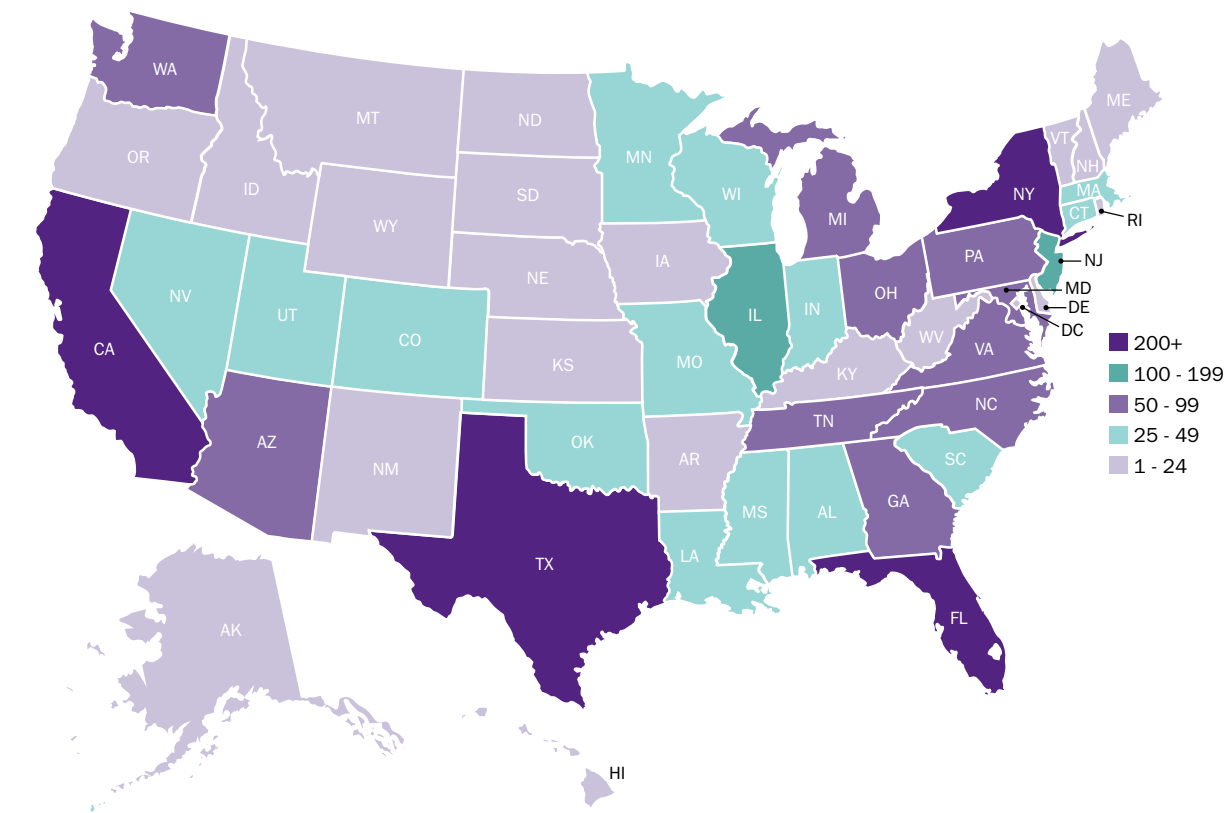 WA
MT
ND
ME
OR
ID
MN
VT
NH
SD
WI
MA
NY
CT
WY
MI
RI
IA
PA
NJ
NE
MD
NV
OH
DE
UT
IL
IN
DC
CO
WV
CA
VA
200+
MO
KS
KY
100 - 199
NC
50 - 99
TN
AZ
OK
25 - 49
NM
AR
SC
1 - 24
GA
MS
AL
LA
TX
FL
AK
HI